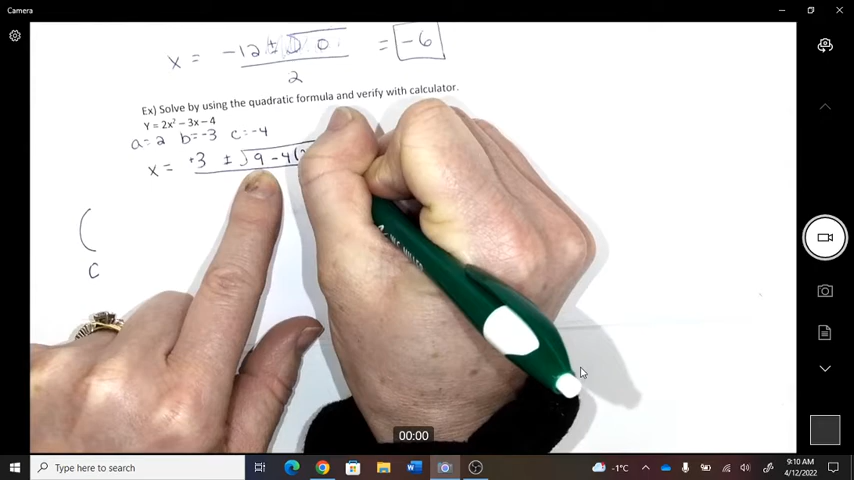 Camera
x = -12 ± √0 = -6
2
Ex) Solve by using the quadratic formula and verify with calculator.
Y = 2x² – 3x – 4
a=2 b=-3 c=-4
x = +3 ± √9-4(2
(
c
00:00
Type here to search
-1°C
9:10 AM
4/12/2022